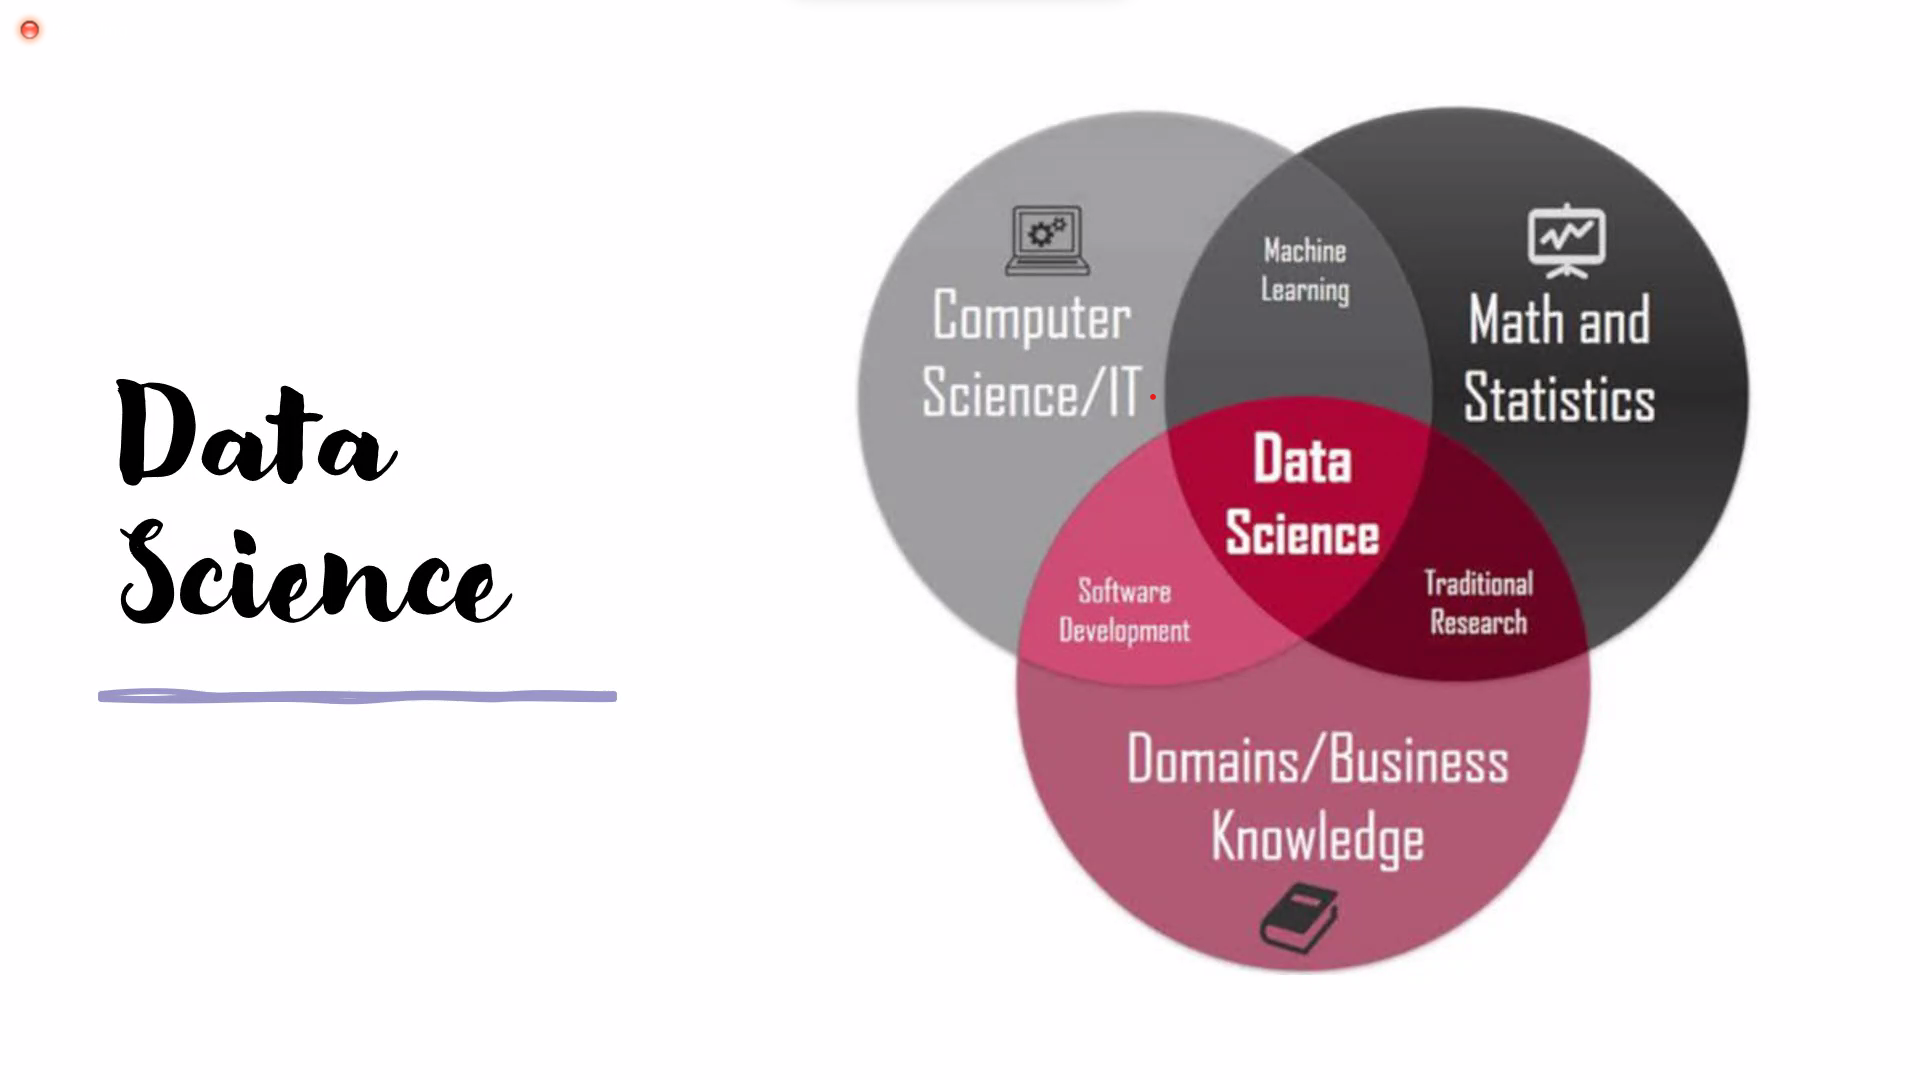 Data
Science
Computer
Science/IT
Machine
Learning
Math and
Statistics
Data
Science
Software
Development
Traditional
Research
Domains/Business
Knowledge